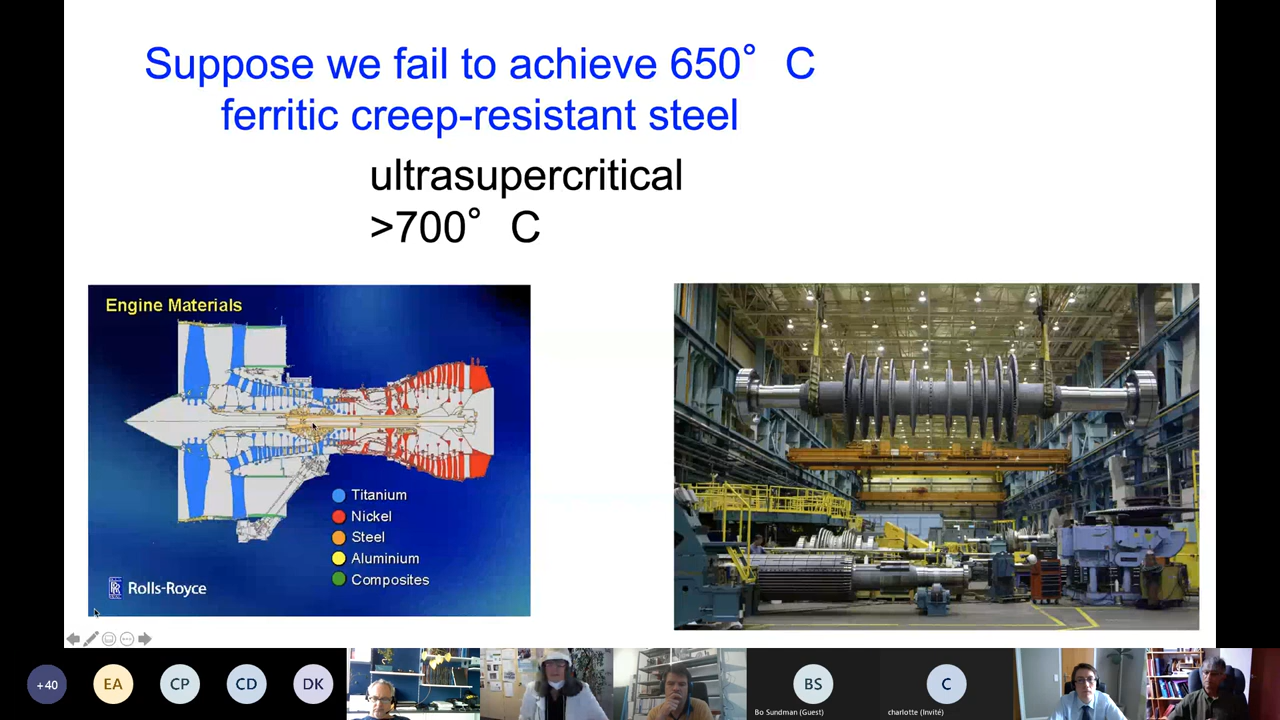 Suppose we fail to achieve 650° C
ferritic creep-resistant steel
ultrasupercritical
>700° C
Engine Materials
Titanium
Nickel
Steel
Aluminium
Composites
Rolls-Royce
+40
EA
CP
CD
DK
BS
Bo Sundman (Guest)
C
charlotte (Invité)